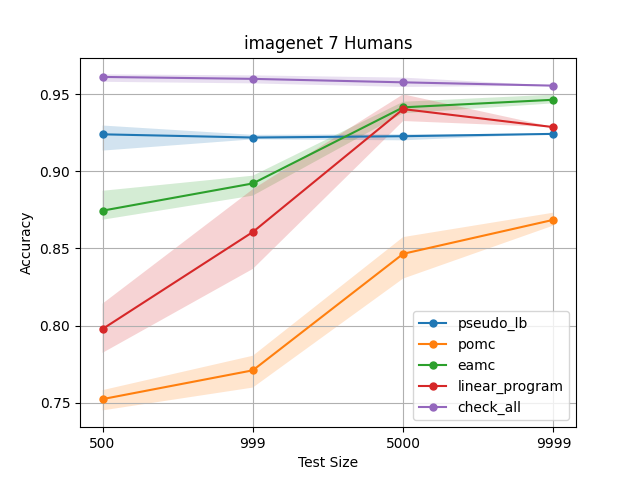 imagenet 7 Humans
Accuracy
0.95
0.90
0.85
0.80
0.75
500
999
5000
9999
Test Size
pseudo_lb
pomc
eamc
linear_program
check_all